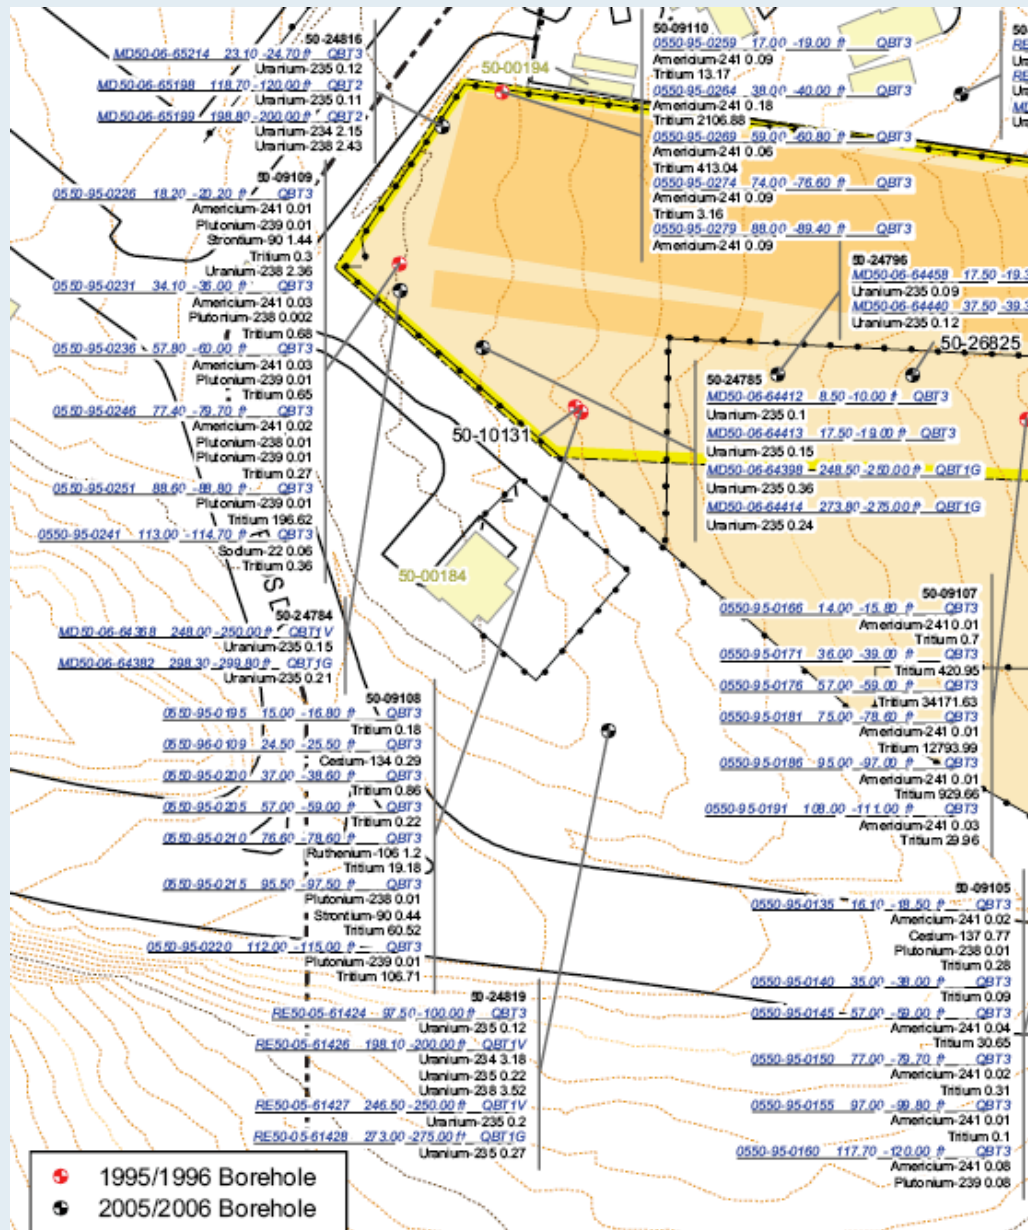 50-24816
MD50-06-65214 23.10 -24.70 ft QBT3
Uranium-235 0.12
MD50-06-65198 118.70 -120.00 ft QBT2
Uranium-235 0.11
MD50-06-65199 198.80 -200.00 ft QBT2
Uranium-234 2.15
Uranium-238 2.43
50-09109
0550-95-0226 18.20 -20.20 ft QBT3
Americium-241 0.01
Plutonium-239 0.01
Strontium-90 1.44
Tritium 0.3
Uranium-238 2.36
0550-95-0231 34.10 -36.00 ft QBT3
Americium-241 0.03
Plutonium-238 0.002
Tritium 0.68
0550-95-0236 57.80 -60.00 ft QBT3
Americium-241 0.03
Plutonium-239 0.01
Tritium 0.65
0550-95-0246 77.40 -79.70 ft QBT3
Americium-241 0.02
Plutonium-238 0.01
Plutonium-239 0.01
Tritium 0.27
0550-95-0251 88.60 -88.80 ft QBT3
Plutonium-239 0.01
Tritium 196.62
0550-95-0241 113.00 -114.70 ft QBT3
Sodium-22 0.06
Tritium 0.36
50-24784
MD50-06-64368 248.00 -250.00 ft QBT1V
Uranium-235 0.15
MD50-06-64382 298.30 -299.80 ft QBT1G
Uranium-235 0.21
50-09108
0550-95-0195 15.00 -16.80 ft QBT3
Tritium 0.18
0550-96-0109 24.50 -25.50 ft QBT3
Cesium-134 0.29
0550-95-0200 37.00 -38.60 ft QBT3
Tritium 0.86
0550-95-0205 57.00 -59.00 ft QBT3
Tritium 0.22
0550-95-0210 76.60 -78.60 ft QBT3
Ruthenium-106 1.2
Tritium 19.18
0550-95-0215 95.50 -97.50 ft QBT3
Plutonium-238 0.01
Strontium-90 0.44
Tritium 60.52
0550-95-0220 112.00 -115.00 ft QBT3
Plutonium-239 0.01
Tritium 106.71
50-24819
RE50-05-61424 97.50 -100.00 ft QBT3
Uranium-235 0.12
RE50-05-61426 198.10 -200.00 ft QBT1V
Uranium-234 3.18
Uranium-235 0.22
Uranium-238 3.52
RE50-05-61427 246.50 -250.00 ft QBT1V
Uranium-235 0.2
RE50-05-61428 273.00 -275.00 ft QBT1G
Uranium-235 0.27
50-00194
50-10131
50-00184
50-26825
50-09110
0550-95-0259 17.00 -19.00 ft QBT3
Americium-241 0.09
Tritium 13.17
0550-95-0264 38.00 -40.00 ft QBT3
Americium-241 0.18
Tritium 2106.88
0550-95-0269 59.00 -60.80 ft QBT3
Americium-241 0.06
Tritium 413.04
0550-95-0274 74.00 -76.60 ft QBT3
Americium-241 0.09
Tritium 3.16
0550-95-0279 88.00 -89.40 ft QBT3
Americium-241 0.09
50-24796
MD50-06-64458 17.50 -19.3
Uranium-235 0.09
MD50-06-64440 37.50 -39.3
Uranium-235 0.12
50-24785
MD50-06-64412 8.50 -10.00 ft QBT3
Uranium-235 0.1
MD50-06-64413 17.50 -19.00 ft QBT3
Uranium-235 0.15
MD50-06-64398 248.50 -250.00 ft QBT1G
Uranium-235 0.36
MD50-06-64414 273.80 -275.00 ft QBT1G
Uranium-235 0.24
50-09107
0550-95-0166 14.00 -15.80 ft QBT3
Americium-241 0.01
Tritium 0.7
0550-95-0171 36.00 -39.00 ft QBT3
Tritium 420.95
0550-95-0176 57.00 -59.00 ft QBT3
Tritium 34171.63
0550-95-0181 75.00 -78.60 ft QBT3
Americium-241 0.01
Tritium 12793.99
0550-95-0186 95.00 -97.00 ft QBT3
Americium-241 0.01
Tritium 929.66
0550-95-0191 108.00 -111.00 ft QBT3
Americium-241 0.03
Tritium 29.96
50-09105
0550-95-0135 16.10 -18.50 ft QBT3
Americium-241 0.02
Cesium-137 0.77
Plutonium-238 0.01
Tritium 0.28
0550-95-0140 35.00 -38.00 ft QBT3
Tritium 0.09
0550-95-0145 57.00 -59.00 ft QBT3
Americium-241 0.04
Tritium 30.65
0550-95-0150 77.00 -79.70 ft QBT3
Americium-241 0.02
Tritium 0.31
0550-95-0155 97.00 -99.80 ft QBT3
Americium-241 0.01
Tritium 0.1
0550-95-0160 117.70 -120.00 ft QBT3
Americium-241 0.08
Plutonium-239 0.08
1995/1996 Borehole
2005/2006 Borehole